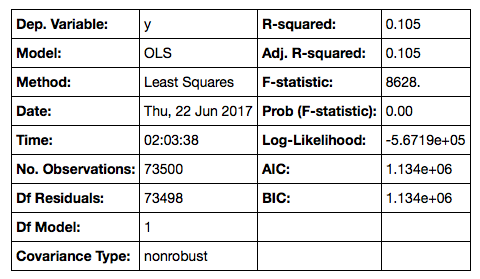 Dep. Variable: y R-squared: 0.105
Model: OLS Adj. R-squared: 0.105
Method: Least Squares F-statistic: 8628.
Date: Thu, 22 Jun 2017 Prob (F-statistic): 0.00
Time: 02:03:38 Log-Likelihood: -5.6719e+05
No. Observations: 73500 AIC: 1.134e+06
Df Residuals: 73498 BIC: 1.134e+06
Df Model: 1
Covariance Type: nonrobust